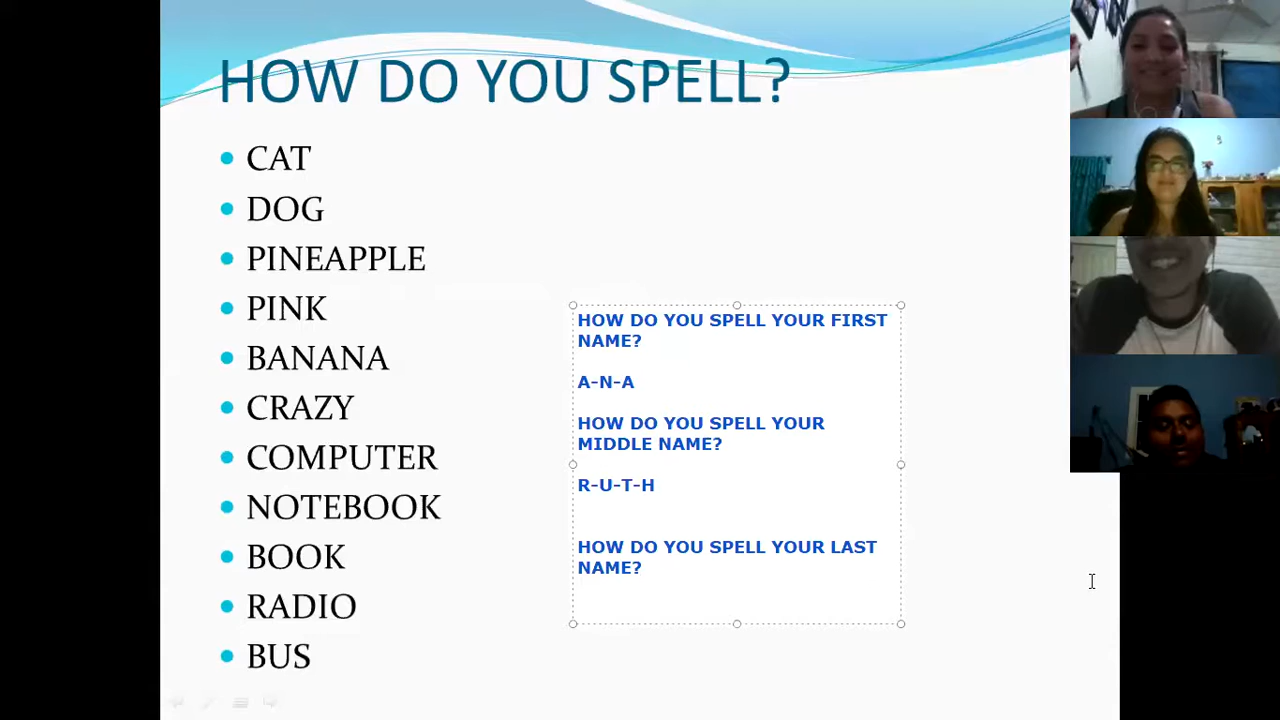 HOW DO YOU SPELL?
CAT
DOG
PINEAPPLE
PINK
BANANA
CRAZY
COMPUTER
NOTEBOOK
BOOK
RADIO
BUS
HOW DO YOU SPELL YOUR FIRST
NAME?
A-N-A
HOW DO YOU SPELL YOUR
MIDDLE NAME?
R-U-T-H
HOW DO YOU SPELL YOUR LAST
NAME?